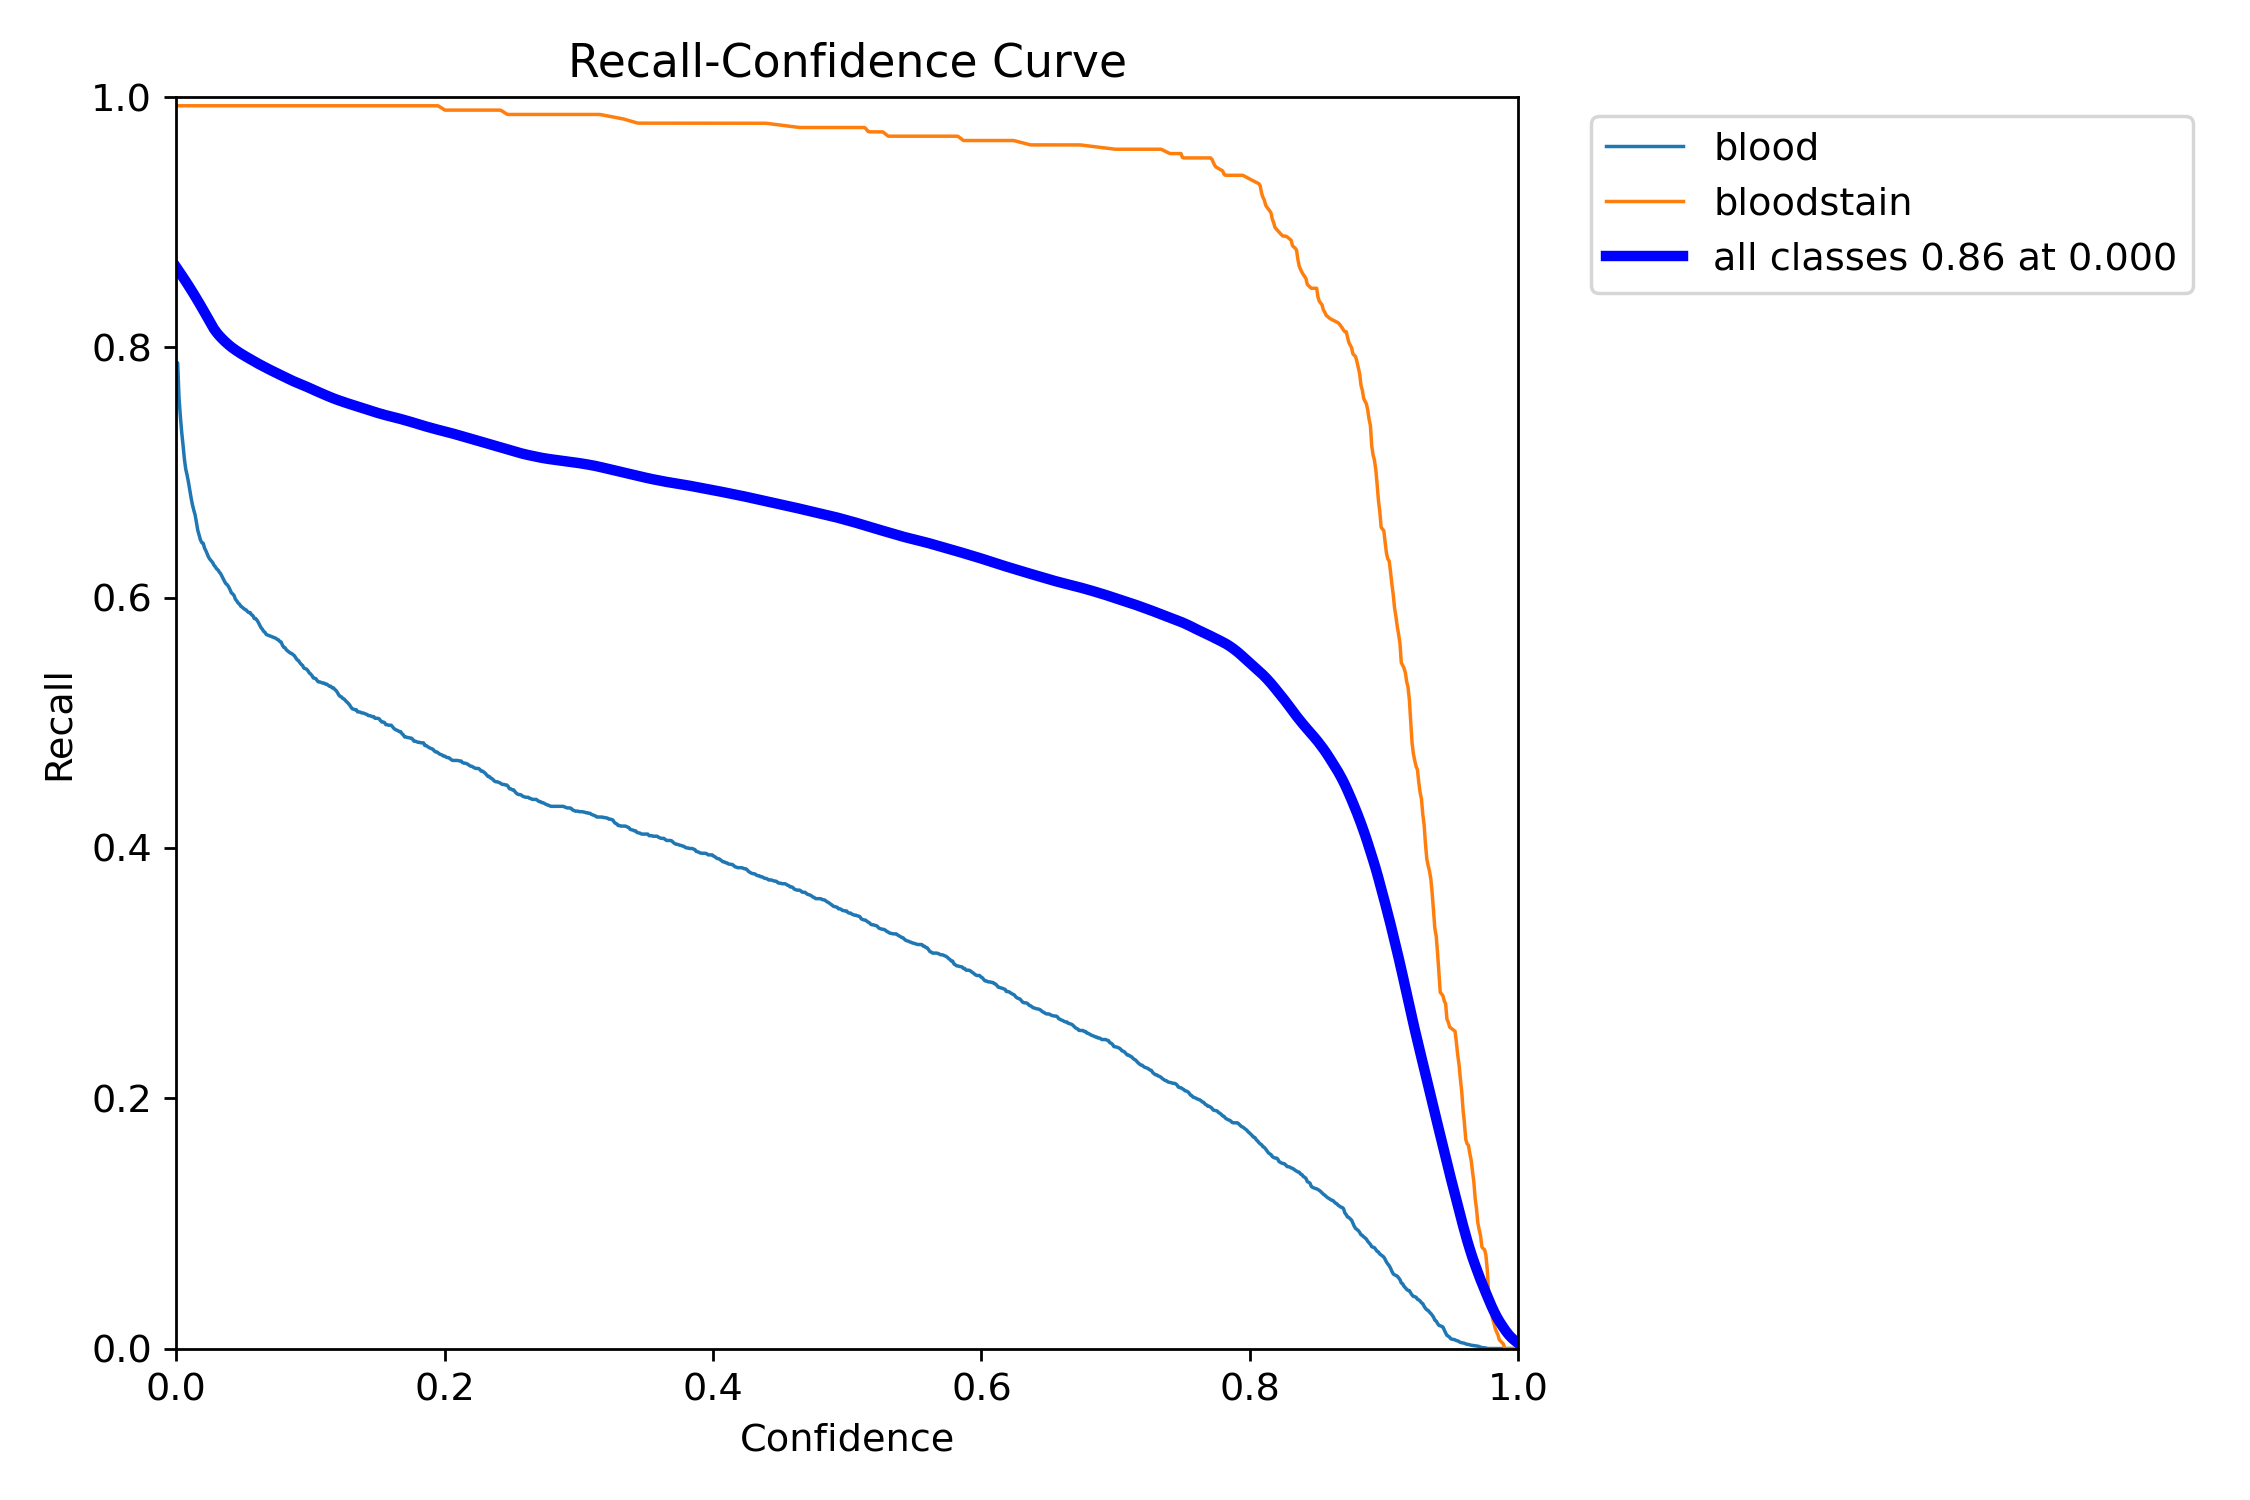 Recall-Confidence Curve
1.0
0.8
0.6
0.4
0.2
0.0
Recall
0.0 0.2 0.4 0.6 0.8 1.0
Confidence
blood
bloodstain
all classes 0.86 at 0.000